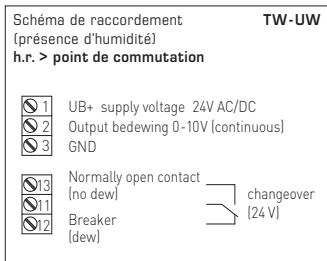 Schéma de raccordement TW-UW
(présence d'humidité)
h.r. > point de commutation
1 UB+ supply voltage 24V AC/DC
2 Output bedewing 0-10V (continuous)
3 GND
13 Normally open contact
(no dew)
11
12 Breaker
(dew)
changeover
(24 V)